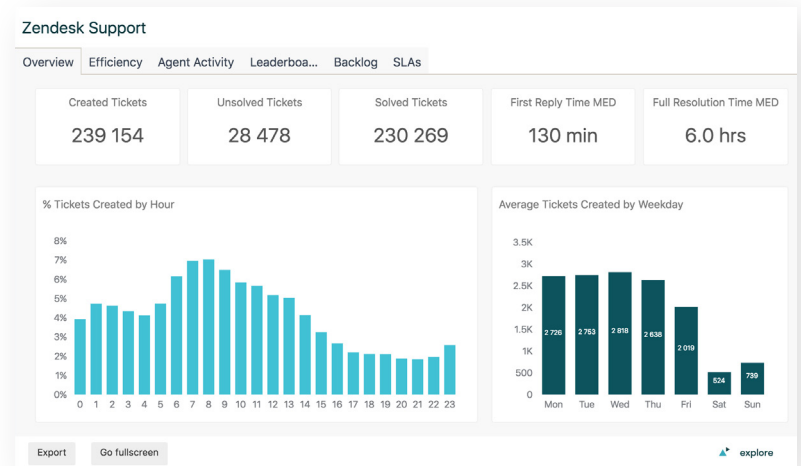 Zendesk Support
Overview Efficiency Agent Activity Leaderboa... Backlog SLAs
Created Tickets
239 154
Unsolved Tickets
28 478
Solved Tickets
230 269
First Reply Time MED
130 min
Full Resolution Time MED
6.0 hrs
% Tickets Created by Hour
8%
7%
6%
5%
4%
3%
2%
1%
0%
0 1 2 3 4 5 6 7 8 9 10 11 12 13 14 15 16 17 18 19 20 21 22 23
Average Tickets Created by Weekday
3.5K
3K
2.5K
2K
1.5K
1K
500
0
2 726 2 753 2 818 2 638 2 019 524 739
Mon Tue Wed Thu Fri Sat Sun
Export Go fullscreen
explore